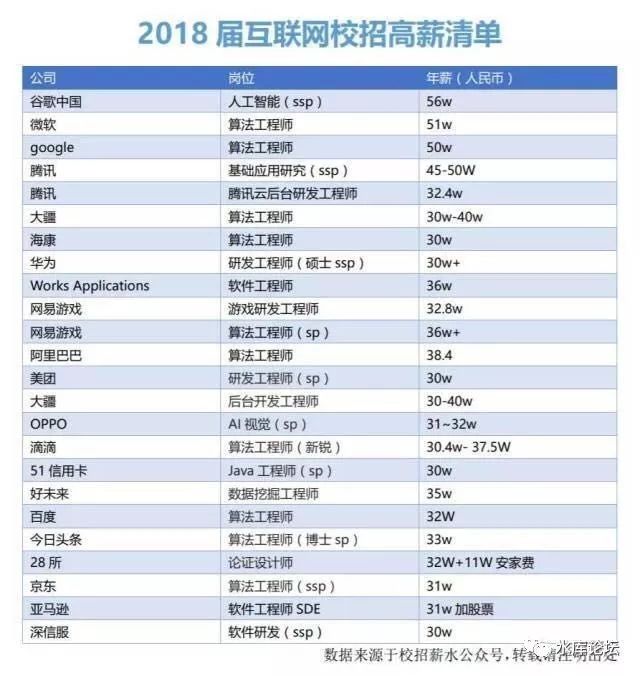 2018 届互联网校招高薪清单
公司 岗位 年薪（人民币）
谷歌中国 人工智能（ssp） 56w
微软 算法工程师 51w
google 算法工程师 50w
腾讯 基础应用研究（ssp） 45-50W
腾讯 腾讯云后台研发工程师 32.4w
大疆 算法工程师 30w-40w
海康 算法工程师 30w
华为 研发工程师（硕士 ssp） 30w+
Works Applications 软件工程师 36w
网易游戏 游戏研发工程师 32.8w
网易游戏 算法工程师（sp） 36w+
阿里巴巴 算法工程师 38.4
美团 研发工程师（sp） 30w
大疆 后台开发工程师 30-40w
OPPO AI 视觉（sp） 31~32w
滴滴 算法工程师（新锐） 30.4w- 37.5W
51 信用卡 Java 工程师（sp） 30w
好未来 数据挖掘工程师 35w
百度 算法工程师 32W
今日头条 算法工程师（博士 sp） 33w
28 所 论证设计师 32W+11W 安家费
京东 算法工程师（ssp） 31w
亚马逊 软件工程师 SDE 31w 加股票
深信服 软件研发（ssp） 30w
数据来源于校招薪水公众号，转载请注明出处
水库论坛